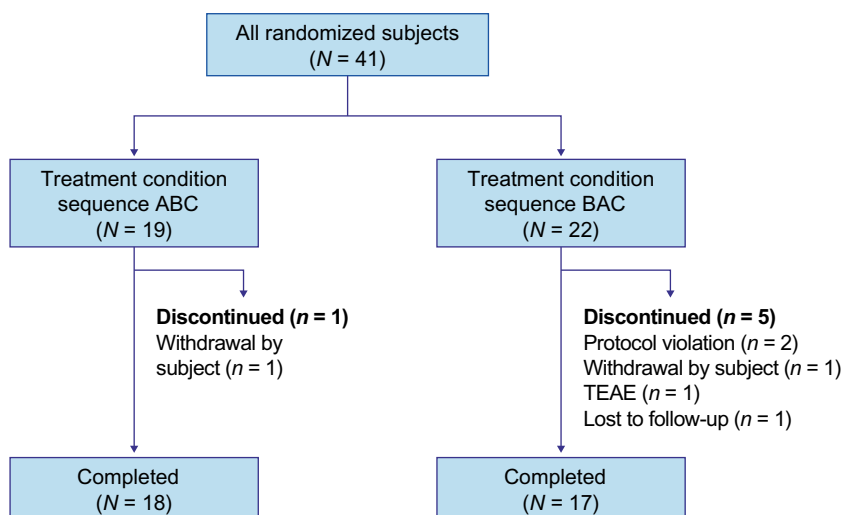 All randomized subjects
(N = 41)
Treatment condition
sequence ABC
(N = 19)
Treatment condition
sequence BAC
(N = 22)
Discontinued (n = 1)
Withdrawal by
subject (n = 1)
Discontinued (n = 5)
Protocol violation (n = 2)
Withdrawal by subject (n = 1)
TEAE (n = 1)
Lost to follow-up (n = 1)
Completed
(N = 18)
Completed
(N = 17)